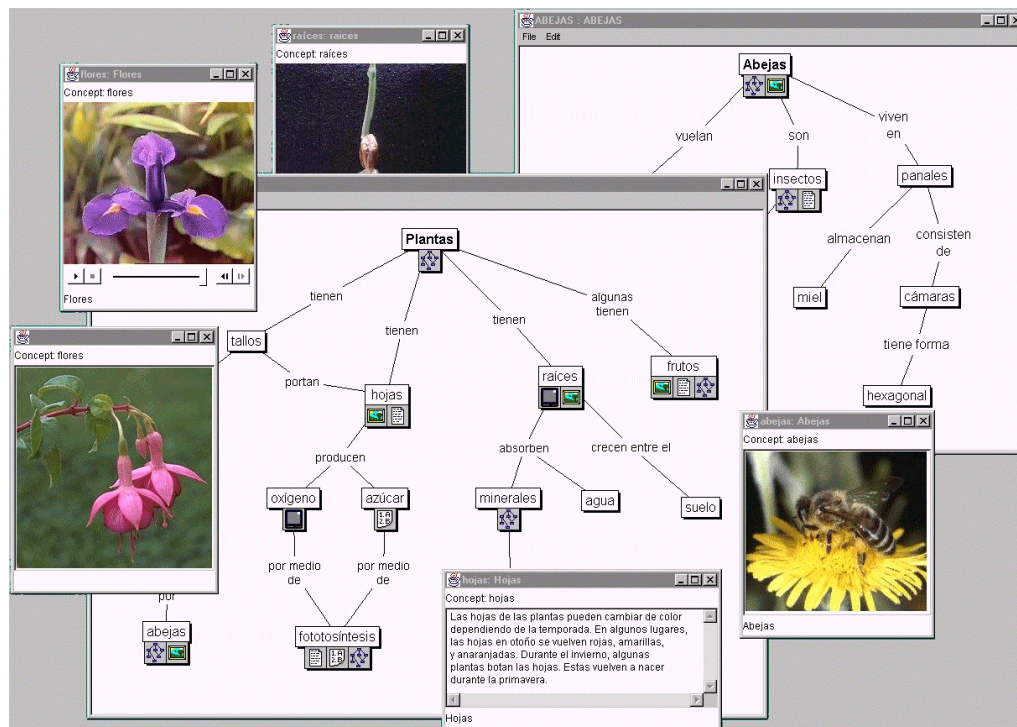 ABEJAS : ABEJAS
File Edit
Abejas
vuelan
son
viven
en
insectos
panales
almacenan
consisten
de
miel
cámaras
tiene forma
hexagonal
raíces: raices
Concept: raíces
flores: Flores
Concept: flores
Flores
Plantas
tienen
tienen
tienen
algunas
tienen
tallos
portan
hojas
raíces
frutos
producen
absorben
crecen entre el
oxígeno
azúcar
minerales
agua
suelo
por medio
de
por medio
de
fototosíntesis
por
abejas
Concept: flores
hojas: Hojas
Concept: hojas
Las hojas de las plantas pueden cambiar de color
dependiendo de la temporada. En algunos lugares,
las hojas en otoño se vuelven rojas, amarillas,
y anaranjadas. Durante el invierno, algunas
plantas botan las hojas. Estas vuelven a nacer
durante la primavera.
Hojas
abejas: Abejas
Concept: abejas
Abejas